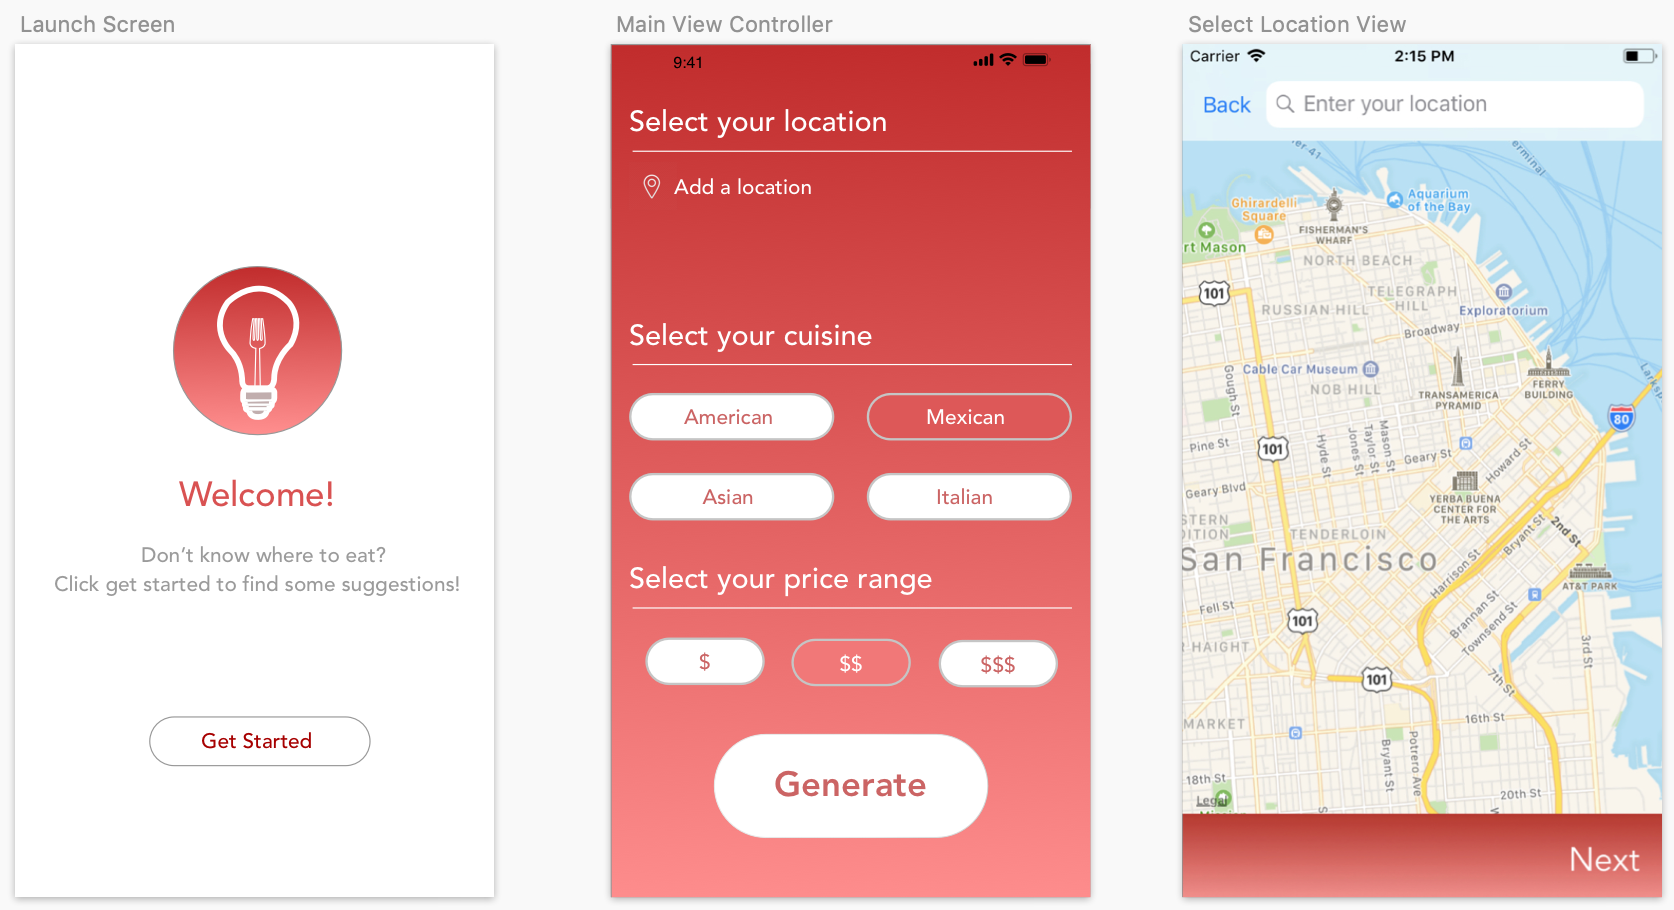 Launch Screen
Welcome!
Don't know where to eat?
Click get started to find some suggestions!
Get Started
Main View Controller
9:41
Select your location
Add a location
Select your cuisine
American
Mexican
Asian
Italian
Select your price range
$
$$
$$$
Generate
Select Location View
Carrier
2:15 PM
Back
Enter your location
Aquarium
of the Bay
Ghirardelli
Square
FISHERMAN'S
WHARF
rt Mason
NORTH BEACH
101
TELEGRAPH
HILL
RUSSIAN HILL
Exploratorium
Broadway
Cable Car Museum
NOB HILL
Gough St
TRANSAMERICA
PYRAMID
FERRY
BUILDING
80
Pine St
101
Hyde St
Jones St
Taylor St
Mason St
Geary St
Howard St
Geary Blvd
YERBA BUENA
CENTER FOR
THE ARTS
STERN
DITION
TENDERLOIN
2nd St
Bryant St
San Francisco
Harrison St
AT&T PARK
Fell St
Brannan St
Townsend St
101
R HAIGHT
3rd St
101
7th St
MARKET
16th St
Bryant St
Potrero Ave
18th St
20th St
Legal
Next